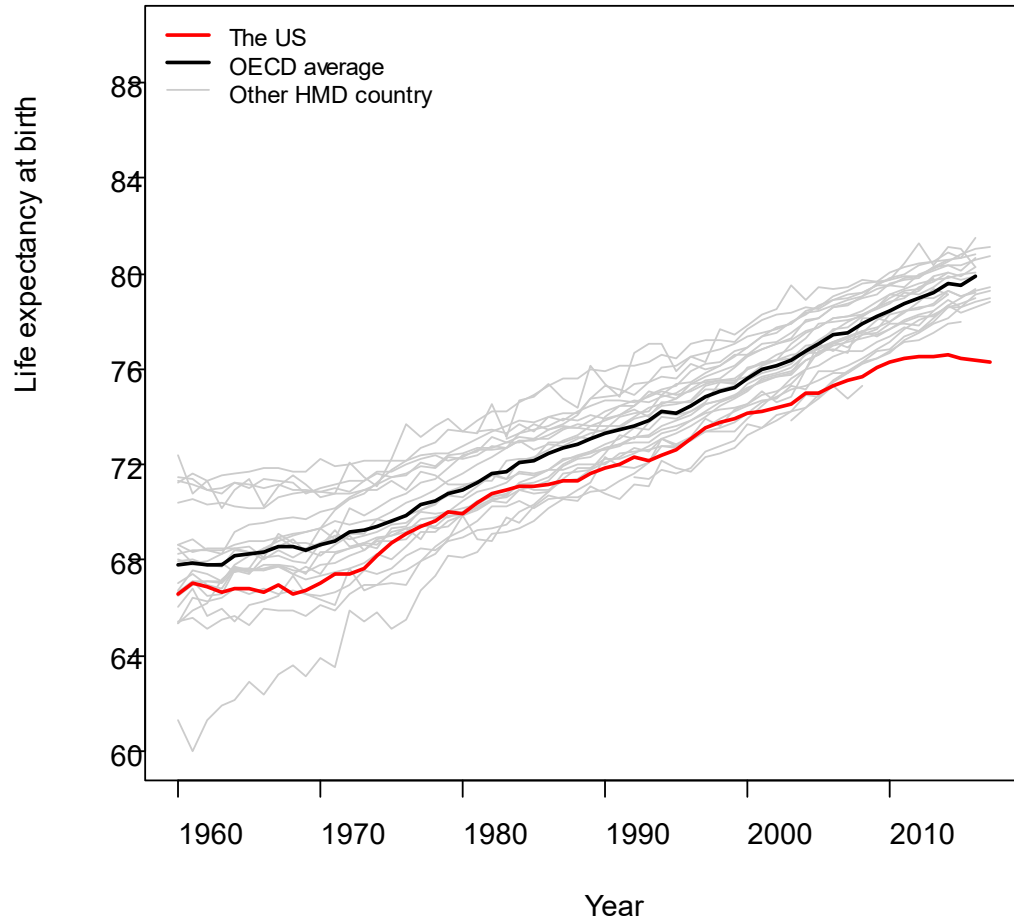 The US
OECD average
Other HMD country
Life expectancy at birth
88
84
80
76
72
68
64
60
1960 1970 1980 1990 2000 2010
Year